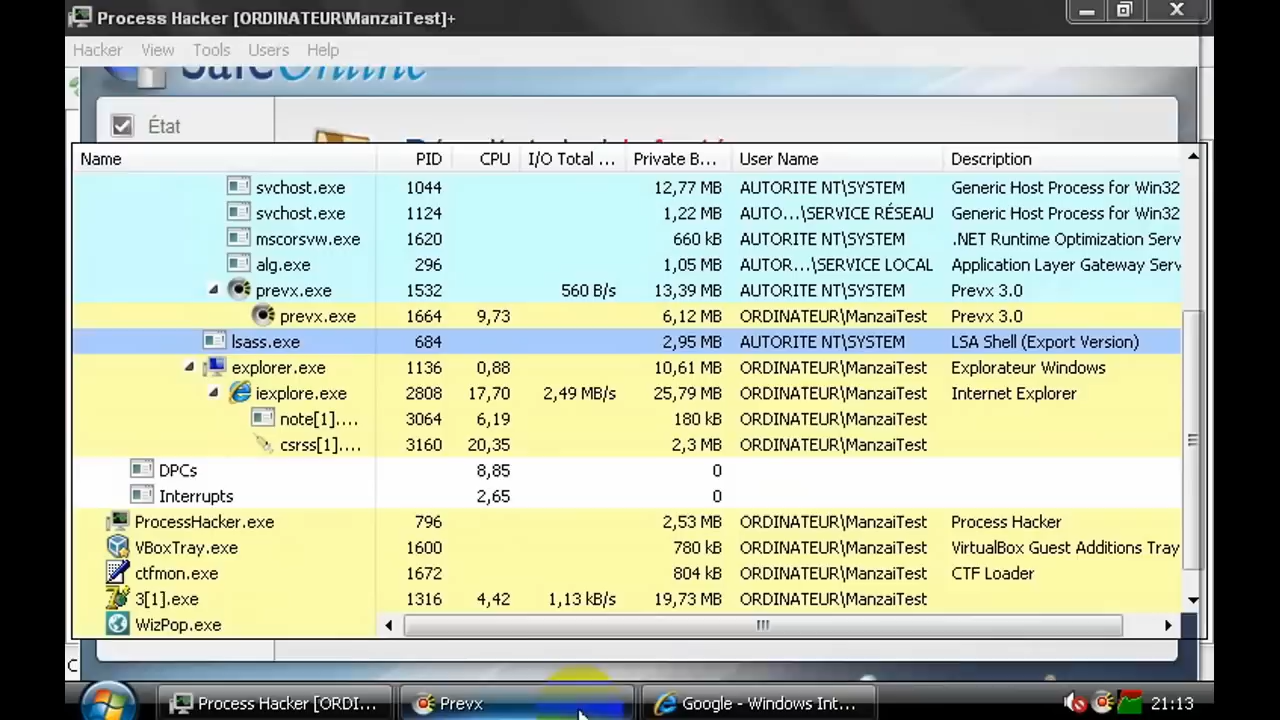 Process Hacker [ORDINATEUR\ManzaiTest]+
Hacker View Tools Users Help
SafeOnline
État
Name PID CPU I/O Total ... Private B... User Name Description
svchost.exe 1044 12,77 MB AUTORITE NT\SYSTEM Generic Host Process for Win32
svchost.exe 1124 1,22 MB AUTO...\SERVICE RÉSEAU Generic Host Process for Win32
mscorsvw.exe 1620 660 kB AUTORITE NT\SYSTEM .NET Runtime Optimization Serv
alg.exe 296 1,05 MB AUTOR...\SERVICE LOCAL Application Layer Gateway Serv
prevx.exe 1532 560 B/s 13,39 MB AUTORITE NT\SYSTEM Prevx 3.0
prevx.exe 1664 9,73 6,12 MB ORDINATEUR\ManzaiTest Prevx 3.0
lsass.exe 684 2,95 MB AUTORITE NT\SYSTEM LSA Shell (Export Version)
explorer.exe 1136 0,88 10,61 MB ORDINATEUR\ManzaiTest Explorateur Windows
iexplore.exe 2808 17,70 2,49 MB/s 25,79 MB ORDINATEUR\ManzaiTest Internet Explorer
note[1].... 3064 6,19 180 kB ORDINATEUR\ManzaiTest
csrss[1].... 3160 20,35 2,3 MB ORDINATEUR\ManzaiTest
DPCs 8,85 0
Interrupts 2,65 0
ProcessHacker.exe 796 2,53 MB ORDINATEUR\ManzaiTest Process Hacker
VBoxTray.exe 1600 780 kB ORDINATEUR\ManzaiTest VirtualBox Guest Additions Tray
ctfmon.exe 1672 804 kB ORDINATEUR\ManzaiTest CTF Loader
3[1].exe 1316 4,42 1,13 kB/s 19,73 MB ORDINATEUR\ManzaiTest
WizPop.exe
C
Process Hacker [ORDI... Prevx Google - Windows Int... 21:13